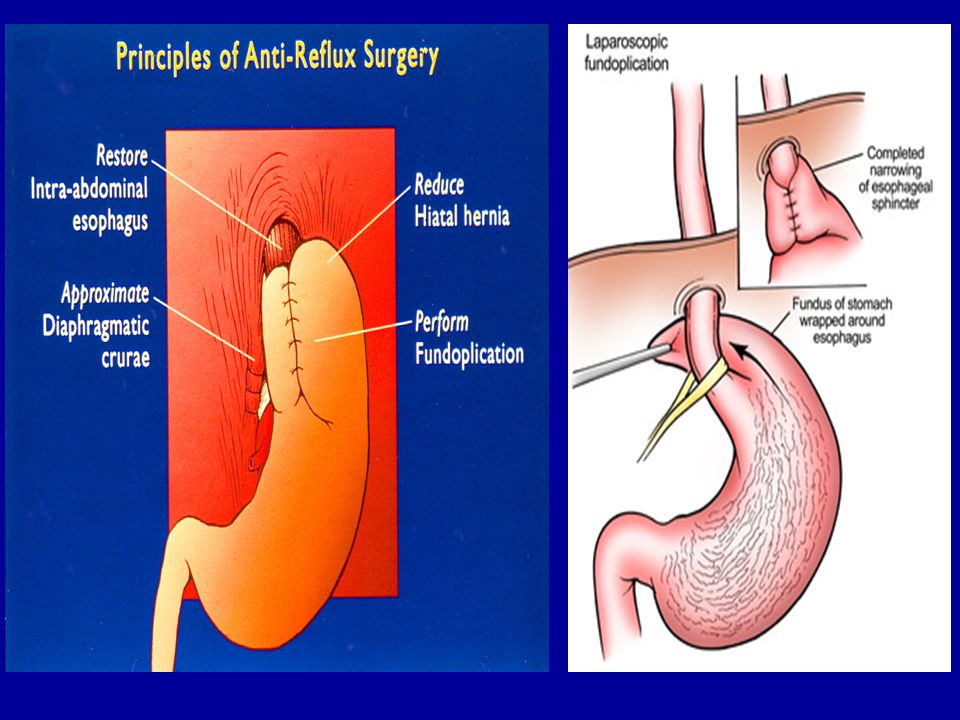 Principles of Anti-Reflux Surgery
Restore
Intra-abdominal
esophagus
Reduce
Hiatal hernia
Approximate
Diaphragmatic
crurae
Perform
Fundoplication
Laparoscopic
fundoplication
Completed
narrowing
of esophageal
sphincter
Fundus of stomach
wrapped around
esophagus